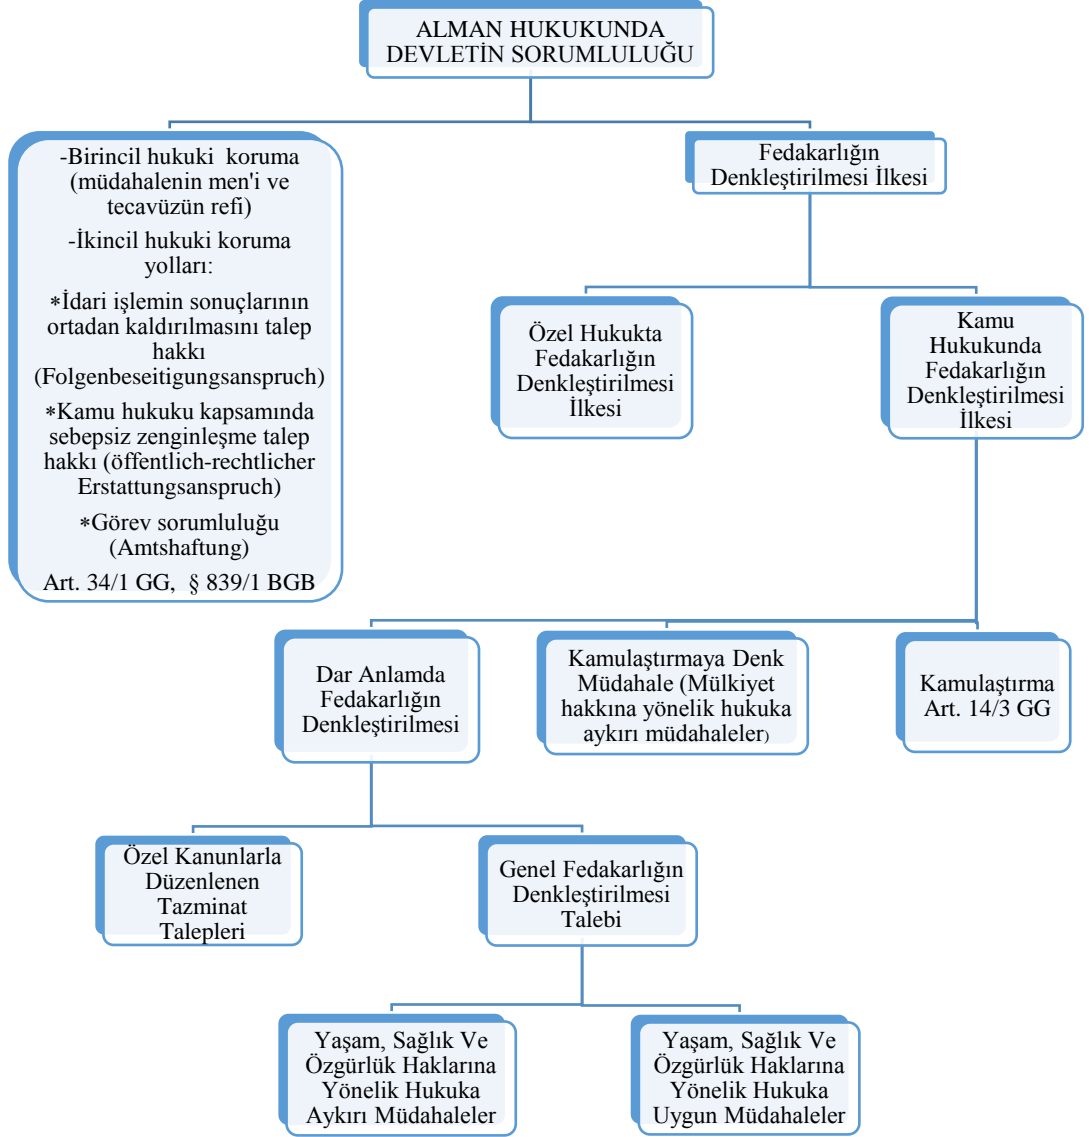 ALMAN HUKUKUNDA
DEVLETİN SORUMLULUĞU
-Birincil hukuki koruma
(müdahalenin men'i ve
tecavüzün refi)
-İkincil hukuki koruma
yolları:
*İdari işlemin sonuçlarının
ortadan kaldırılmasını talep
hakkı
(Folgenbeseitigungsanspruch)
*Kamu hukuku kapsamında
sebepsiz zenginleşme talep
hakkı (öffentlich-rechtlicher
Erstattungsanspruch)
*Görev sorumluluğu
(Amtshaftung)
Art. 34/1 GG, § 839/1 BGB
Fedakarlığın
Denkleştirilmesi İlkesi
Özel Hukukta
Fedakarlığın
Denkleştirilmesi
İlkesi
Kamu
Hukukunda
Fedakarlığın
Denkleştirilmesi
İlkesi
Dar Anlamda
Fedakarlığın
Denkleştirilmesi
Kamulaştırmaya Denk
Müdahale (Mülkiyet
hakkına yönelik hukuka
aykırı müdahaleler)
Kamulaştırma
Art. 14/3 GG
Özel Kanunlarla
Düzenlenen
Tazminat
Talepleri
Genel Fedakarlığın
Denkleştirilmesi
Talebi
Yaşam, Sağlık Ve
Özgürlük Haklarına
Yönelik Hukuka
Aykırı Müdahaleler
Yaşam, Sağlık Ve
Özgürlük Haklarına
Yönelik Hukuka
Uygun Müdahaleler